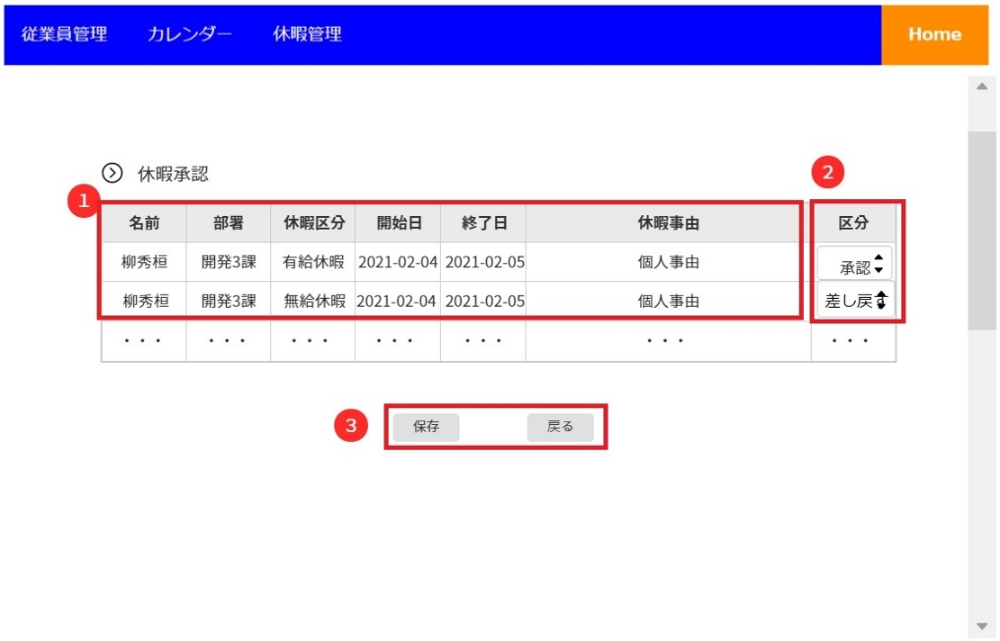 従業員管理 カレンダー 休暇管理 Home
休暇承認
1
2
名前 部署 休暇区分 開始日 終了日 休暇事由 区分
柳秀桓 開発3課 有給休暇 2021-02-04 2021-02-05 個人事由 承認
柳秀桓 開発3課 無給休暇 2021-02-04 2021-02-05 個人事由 差し戻
・・・ ・・・ ・・・ ・・・ ・・・ ・・・ ・・・
3
保存 戻る